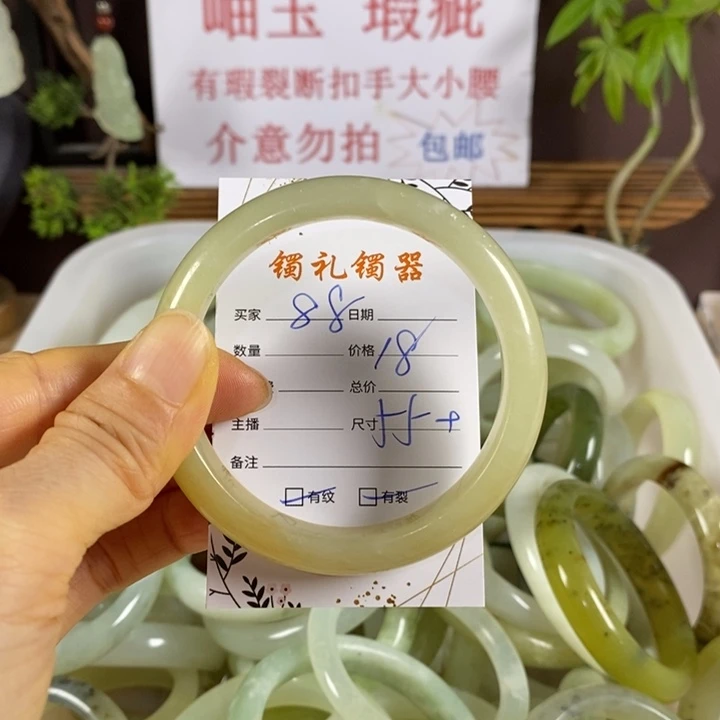 岫玉 瑕疵
有瑕裂断扣手大小腰
介意勿拍 包邮
镯礼镯器
买家 88 日期
数量 价格 18
总价
主播 尺寸 55+
备注
有纹 有裂